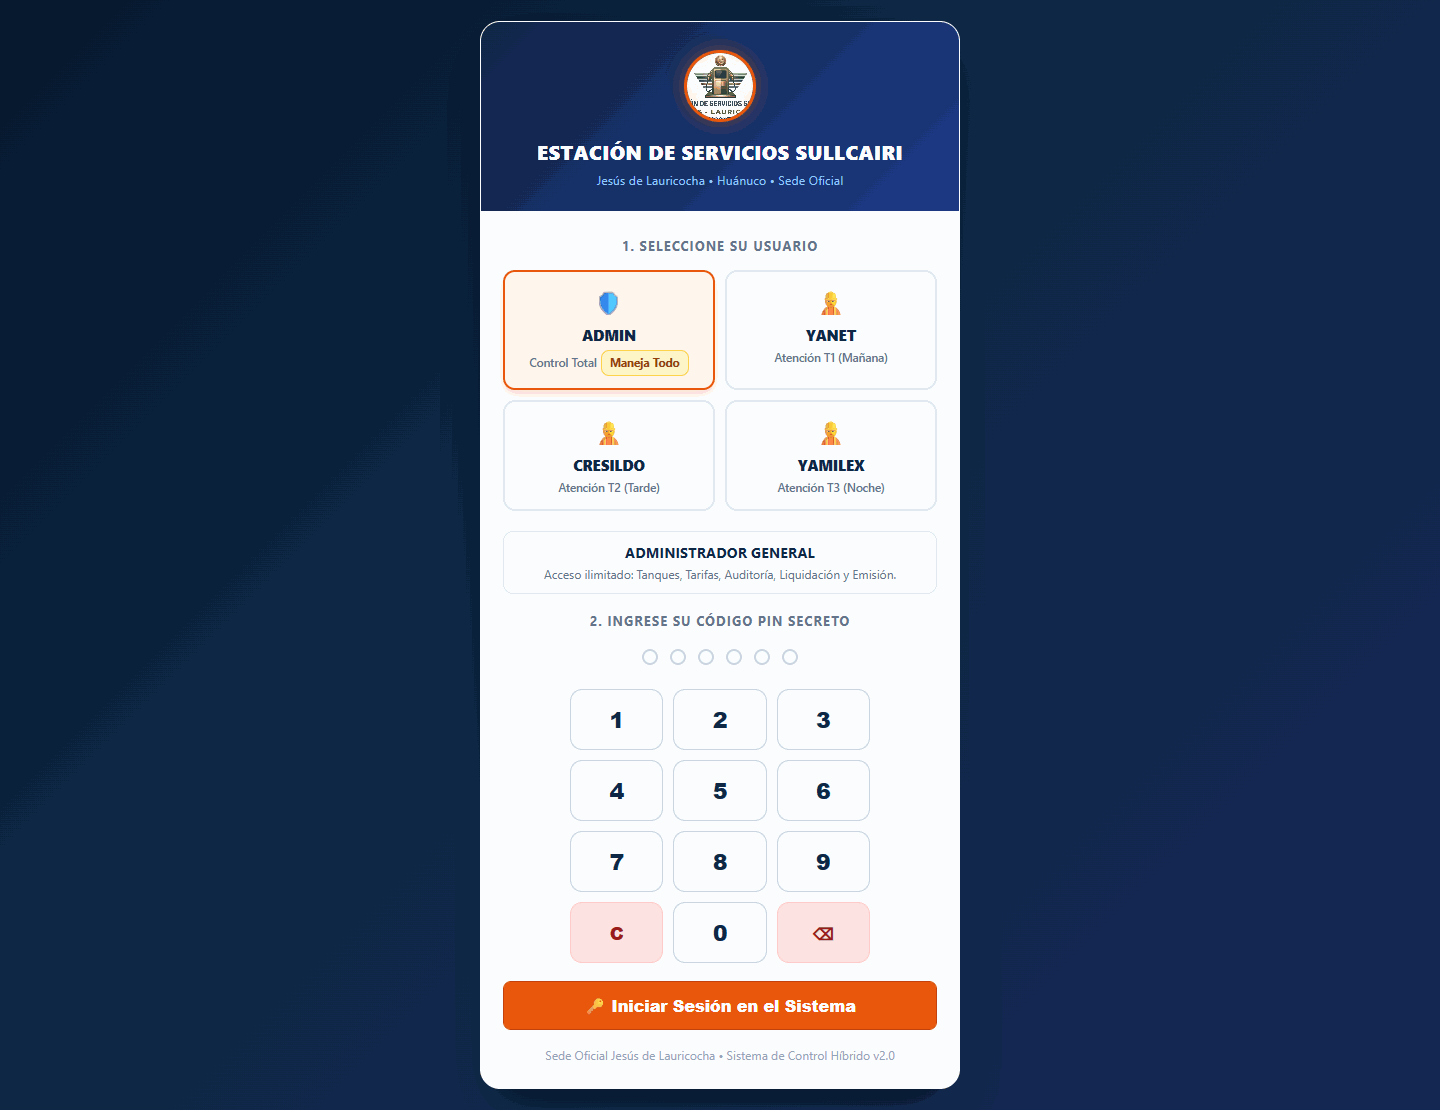 ESTACIÓN DE SERVICIOS SULLCAIRI
Jesús de Lauricocha • Huánuco • Sede Oficial
1. SELECCIONE SU USUARIO
ADMIN
Control Total Maneja Todo
YANET
Atención T1 (Mañana)
CRESILDO
Atención T2 (Tarde)
YAMILEX
Atención T3 (Noche)
ADMINISTRADOR GENERAL
Acceso ilimitado: Tanques, Tarifas, Auditoría, Liquidación y Emisión.
2. INGRESE SU CÓDIGO PIN SECRETO
1 2 3
4 5 6
7 8 9
C 0 ⌫
🔑 Iniciar Sesión en el Sistema
Sede Oficial Jesús de Lauricocha • Sistema de Control Híbrido v2.0